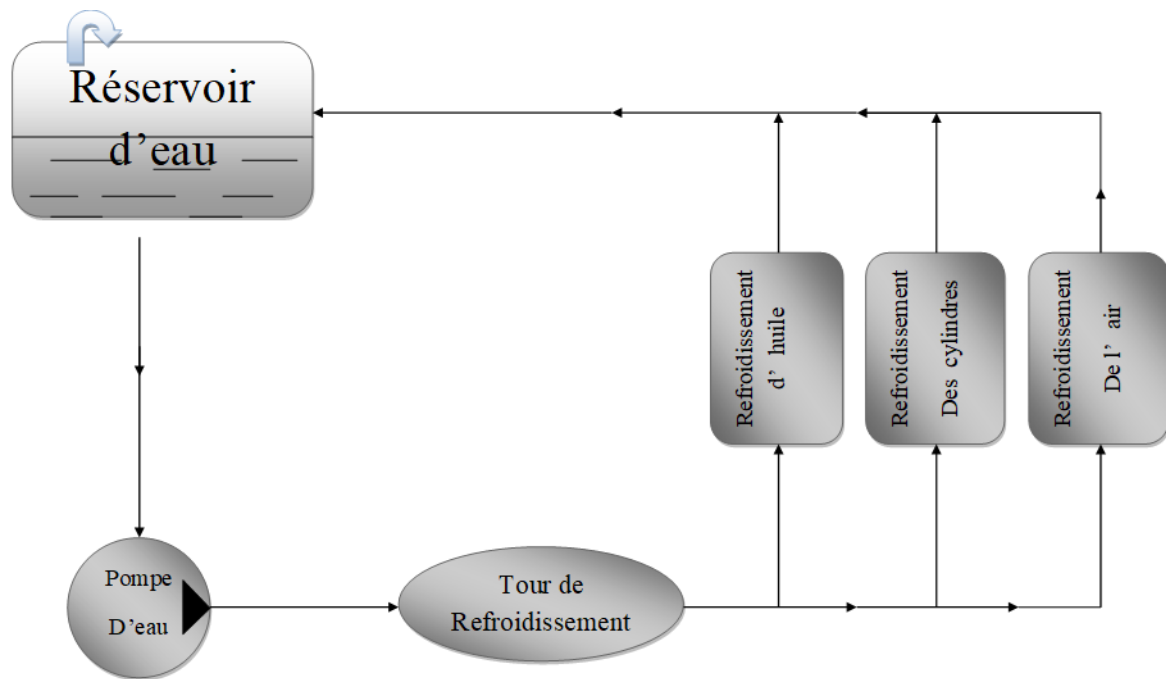 Réservoir
d’eau
Refroidissement
d’ huile
Refroidissement
Des cylindres
Refroidissement
De l’ air
Pompe
D’eau
Tour de
Refroidissement